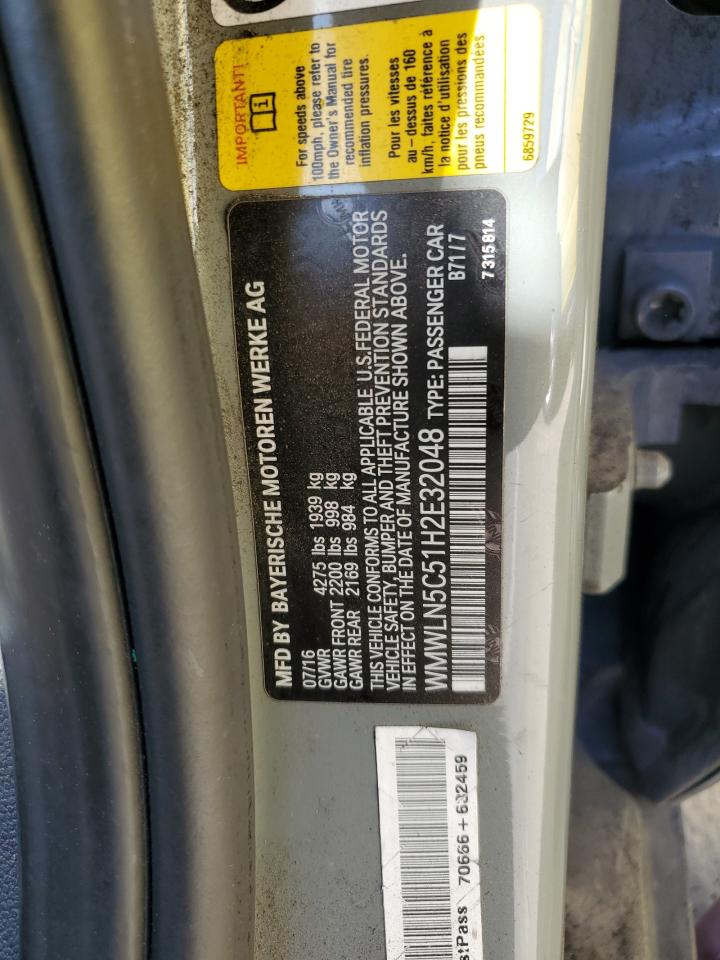 IMPORTANT!
For speeds above
100mph, please refer to
the Owner's Manual for
recommended tire
inflation pressures.
Pour les vitesses
au-dessus de 160
km/h, faites référence à
la notice d'utilisation
pour les pressions des
pneus recommandées
6859729
MFD BY BAYERISCHE MOTOREN WERKE AG
07/16
GVWR 4275 lbs 1939 kg
GAWR FRONT 2200 lbs 998 kg
GAWR REAR 2169 lbs 984 kg
THIS VEHICLE CONFORMS TO ALL APPLICABLE U.S.FEDERAL MOTOR
VEHICLE SAFETY, BUMPER AND THEFT PREVENTION STANDARDS
IN EFFECT ON THE DATE OF MANUFACTURE SHOWN ABOVE.
WMWLN5C51H2E32048 TYPE: PASSENGER CAR
B71/7
7315814
70666 + 632459